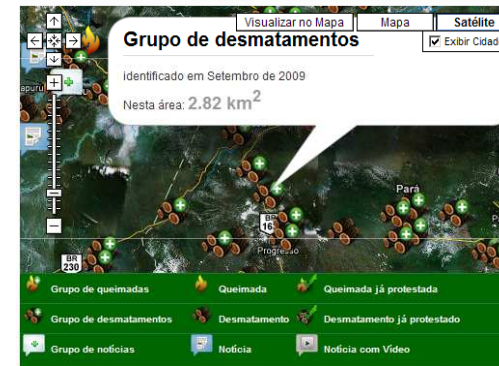 Visualizar no Mapa Mapa Satélite
Exibir Cidad
Grupo de desmatamentos
identificado em Setembro de 2009
Nesta área: 2.82 km2
Pará
BR
16
Progresso
BR
230
Grupo de queimadas Queimada Queimada já protestada
Grupo de desmatamentos Desmatamento Desmatamento já protestado
Grupo de notícias Notícia Notícia com Vídeo